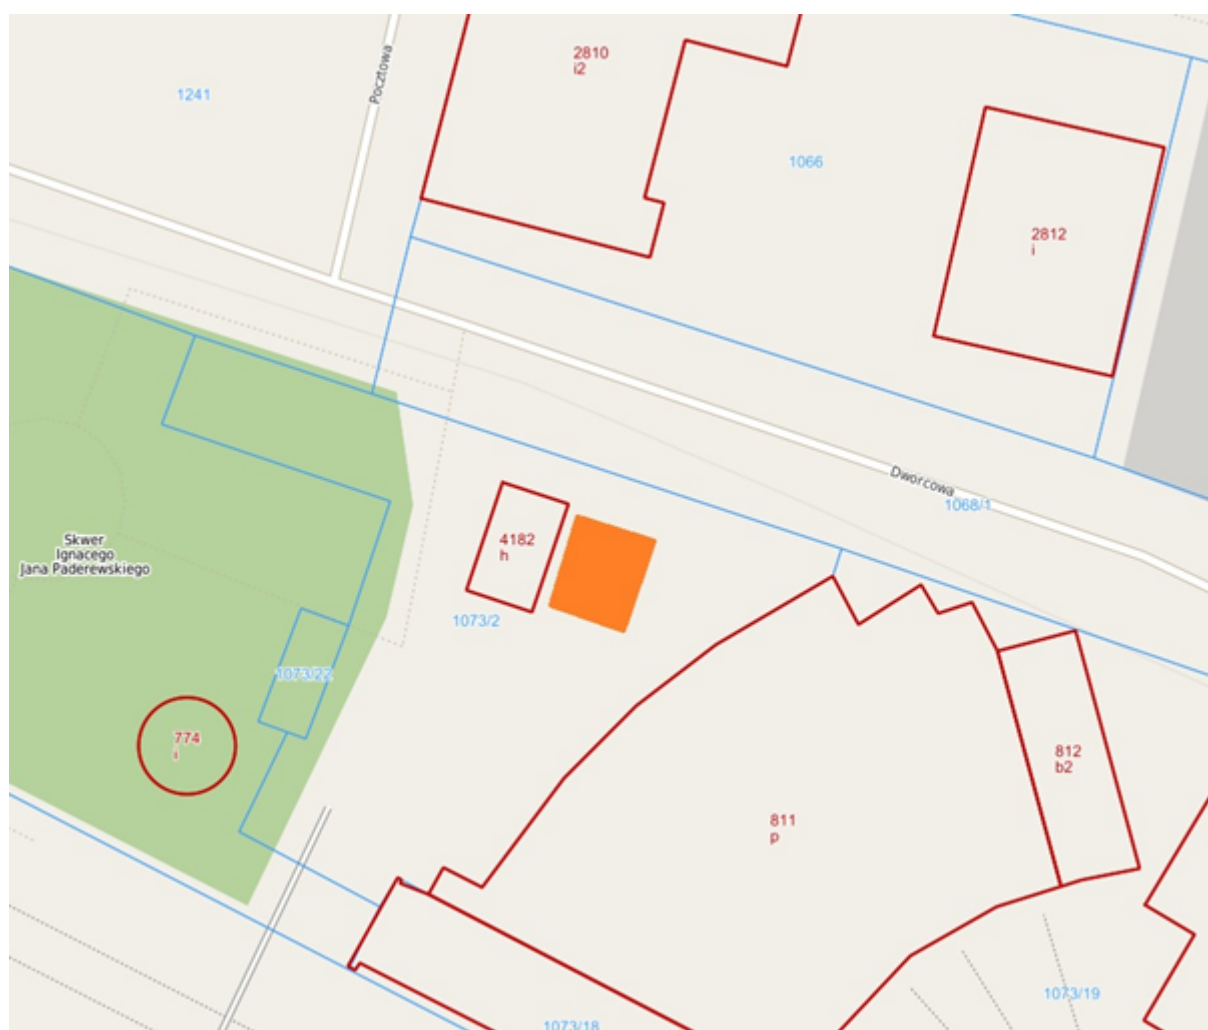 2810
i2
Pocztowa
1241
1066
2812
i
Dworcowa
1068/1
4182
h
Skwer
Ignacego
Jana Paderewskiego
1073/2
1073/22
774
i
812
b2
811
p
1073/19
1073/18